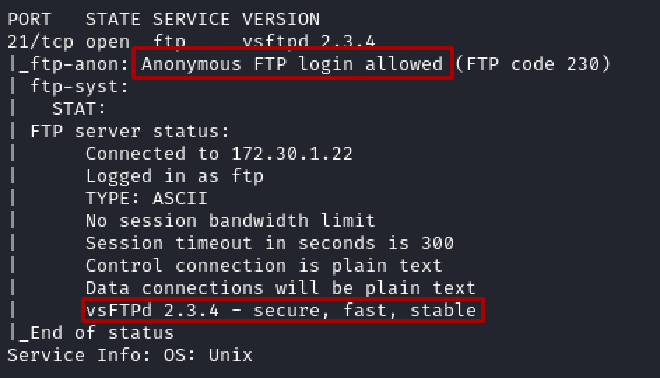 PORT   STATE SERVICE VERSION
21/tcp open  ftp     vsftpd 2.3.4
|_ftp-anon: Anonymous FTP login allowed (FTP code 230)
| ftp-syst:
|   STAT:
| FTP server status:
|      Connected to 172.30.1.22
|      Logged in as ftp
|      TYPE: ASCII
|      No session bandwidth limit
|      Session timeout in seconds is 300
|      Control connection is plain text
|      Data connections will be plain text
|      vsFTPd 2.3.4 - secure, fast, stable
|_End of status
Service Info: OS: Unix